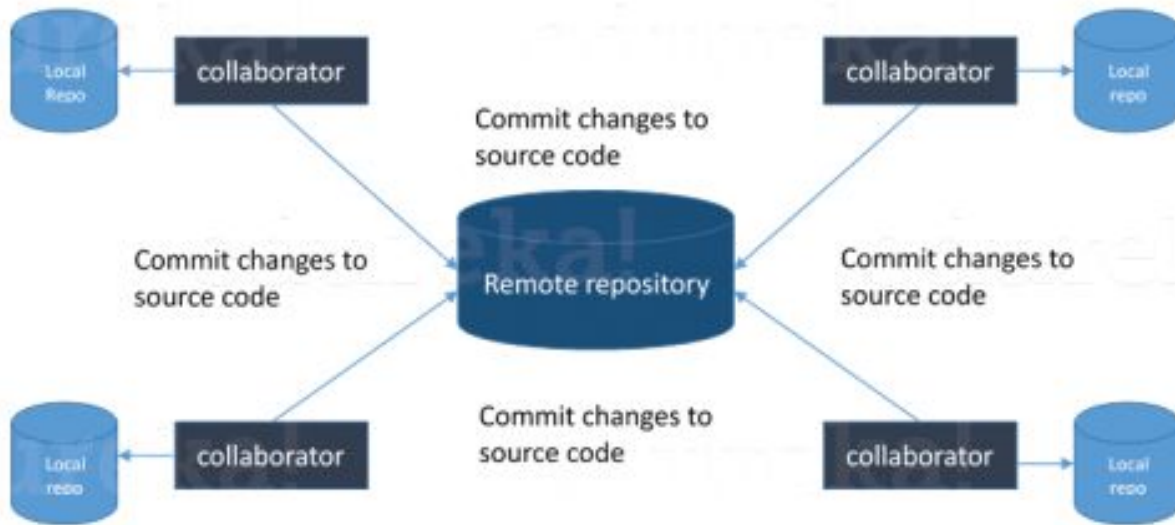 Local
Repo
collaborator
collaborator
Local
repo
Commit changes to
source code
Commit changes to
source code
Remote repository
Commit changes to
source code
Commit changes to
source code
Local
repo
collaborator
collaborator
Local
repo